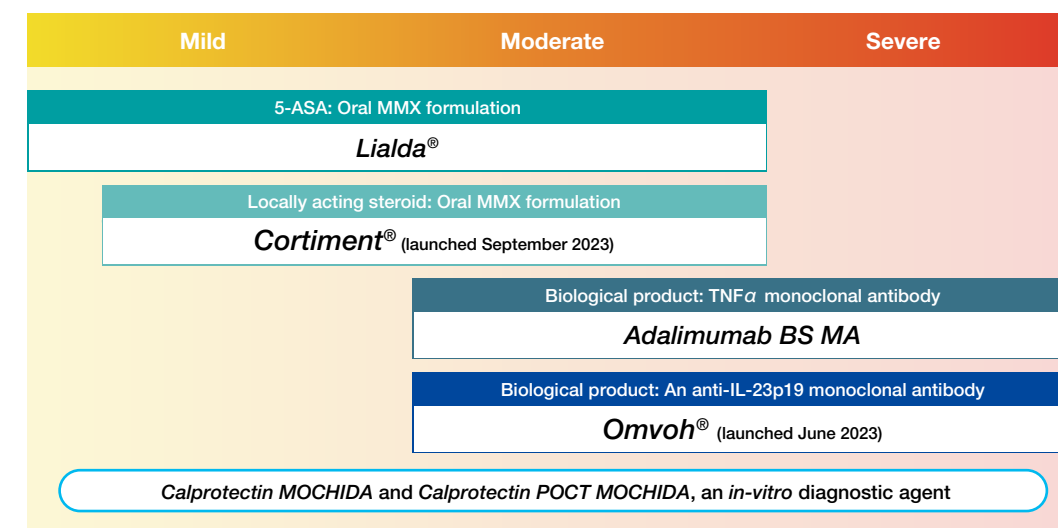 Mild Moderate Severe
5-ASA: Oral MMX formulation
Lialda®
Locally acting steroid: Oral MMX formulation
Cortiment® (launched September 2023)
Biological product: TNFα monoclonal antibody
Adalimumab BS MA
Biological product: An anti-IL-23p19 monoclonal antibody
Omvoh® (launched June 2023)
Calprotectin MOCHIDA and Calprotectin POCT MOCHIDA, an in-vitro diagnostic agent